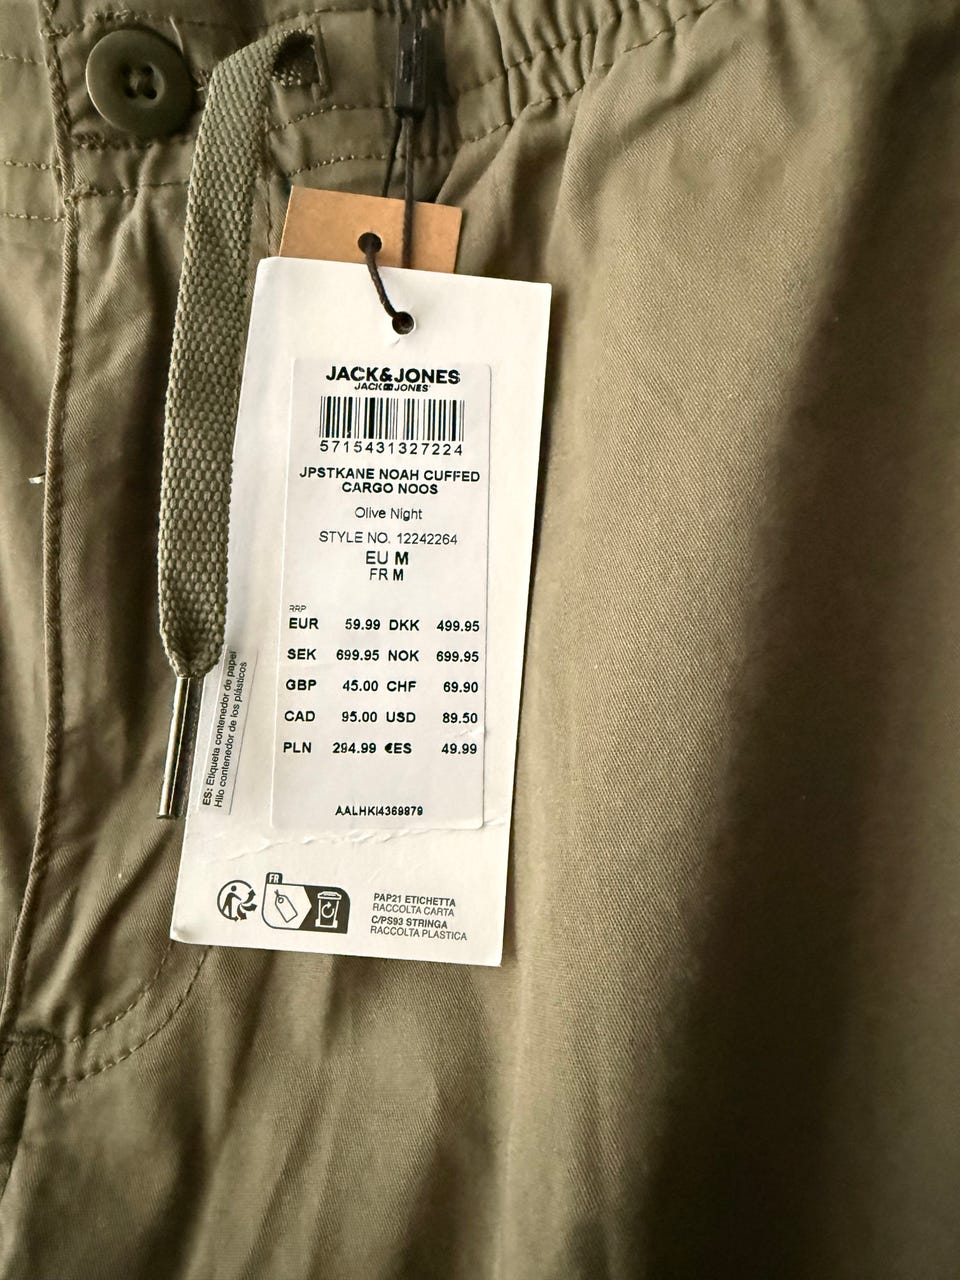 JACK&JONES
JACK & JONES
5715431327224
JPSTKANE NOAH CUFFED
CARGO NOOS
Olive Night
STYLE NO. 12242264
EU M
FR M
RRP
EUR 59.99 DKK 499.95
SEK 699.95 NOK 699.95
GBP 45.00 CHF 69.90
CAD 95.00 USD 89.50
PLN 294.99 €ES 49.99
AALHKI4369879
ES: Etiqueta contenedor de papel
Hilo contenedor de los plásticos
FR
PAP21 ETICHETTA
RACCOLTA CARTA
C/PS93 STRINGA
RACCOLTA PLASTICA